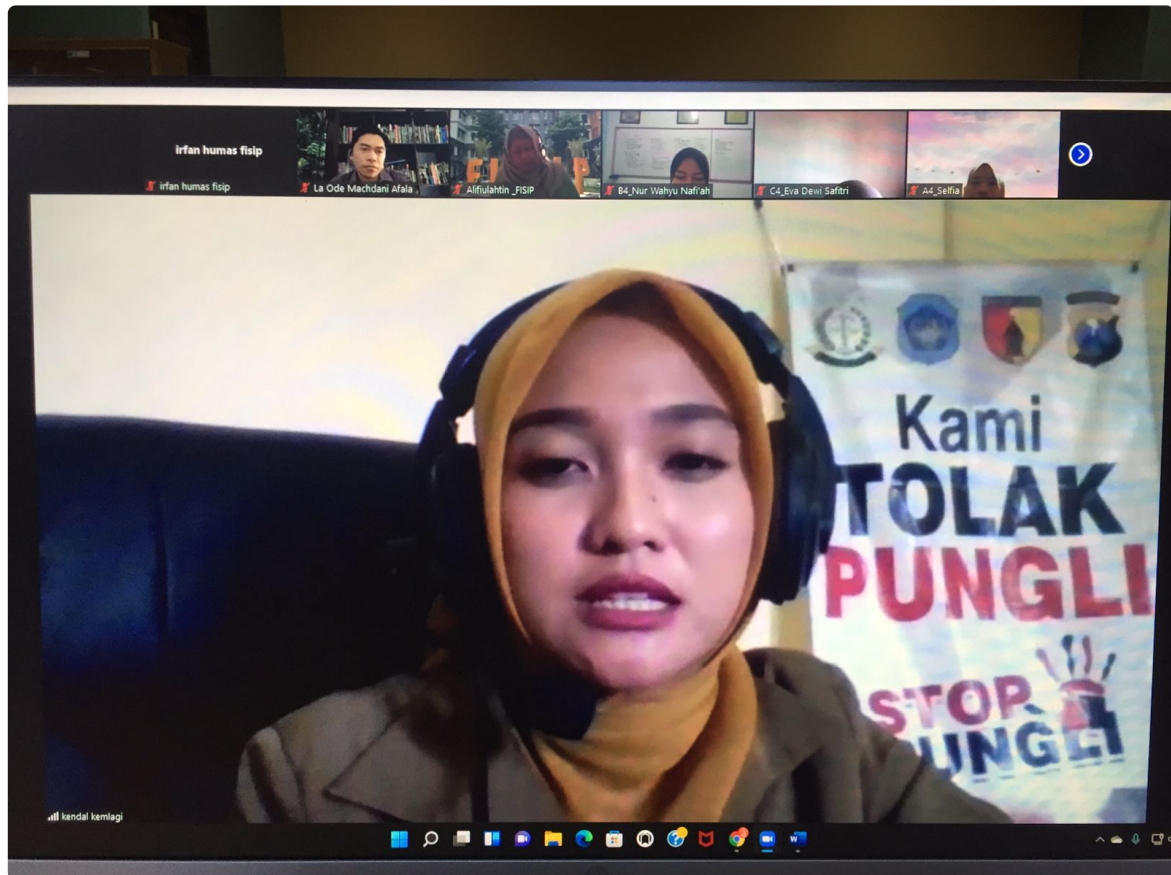 irfan humas fisip
irfan humas fisip
La Ode Machdani Afala
Alifiulahtin _FISIP
B4_Nur Wahyu Nafi'ah
C4_Eva Dewi Safitri
A4_Selfia
Kami
TOLAK
PUNGLI
STOP
PUNGLI
kendal kemlagi